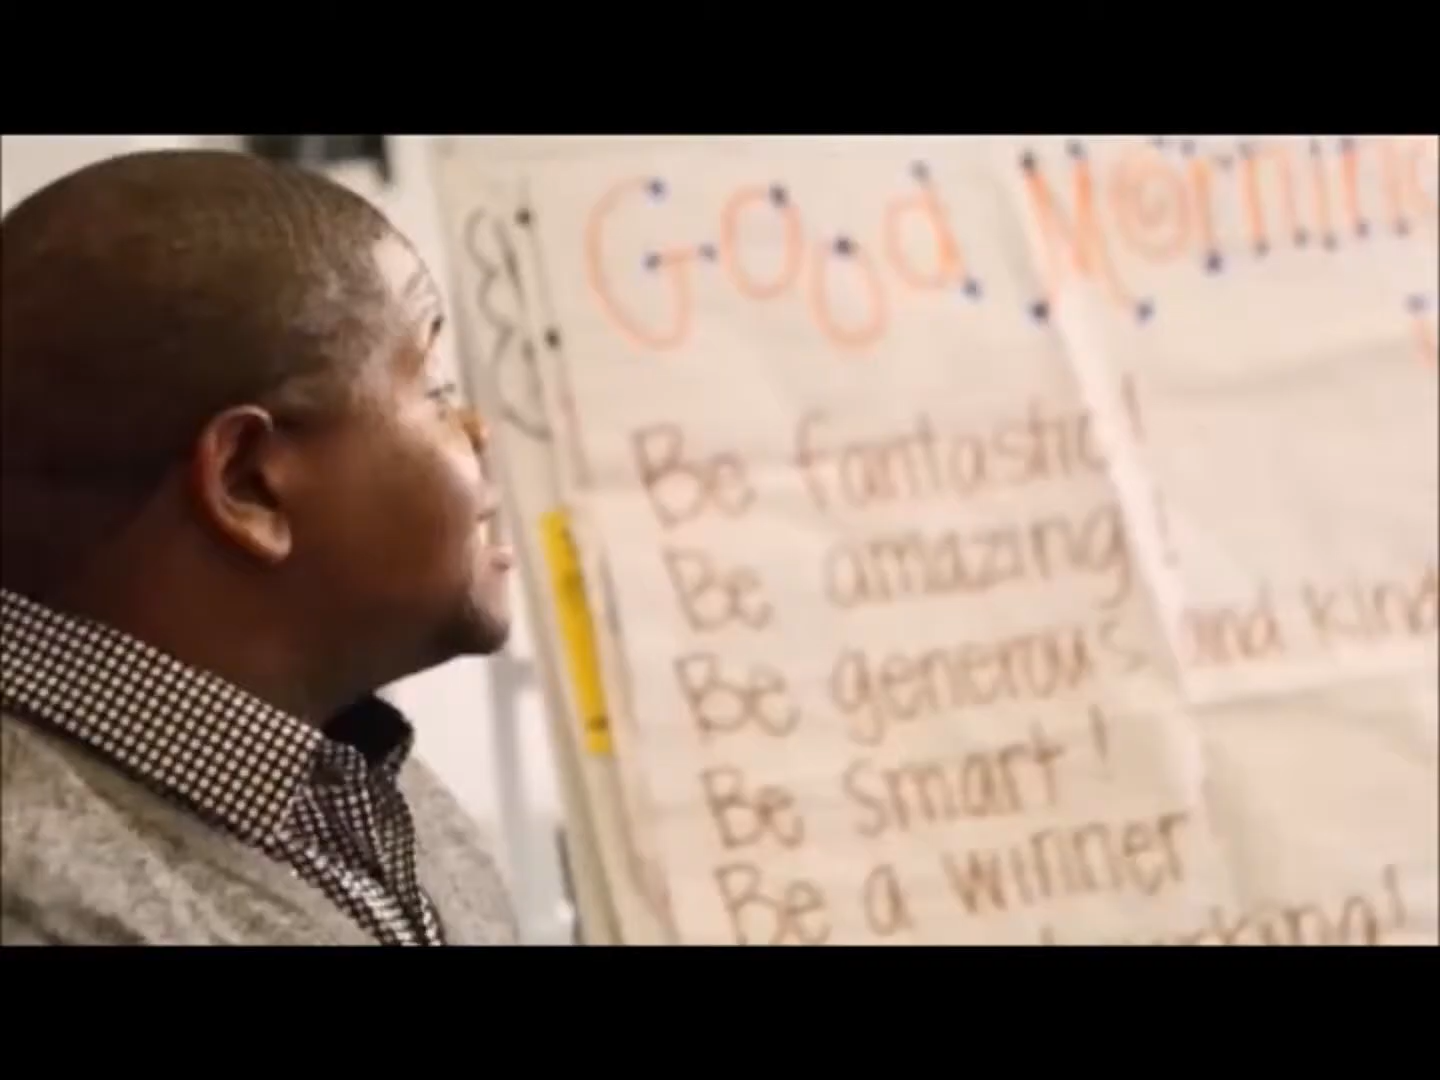 Good Morning
Be fantastic!
Be amazing!
Be generous and kind
Be smart!
Be a winner